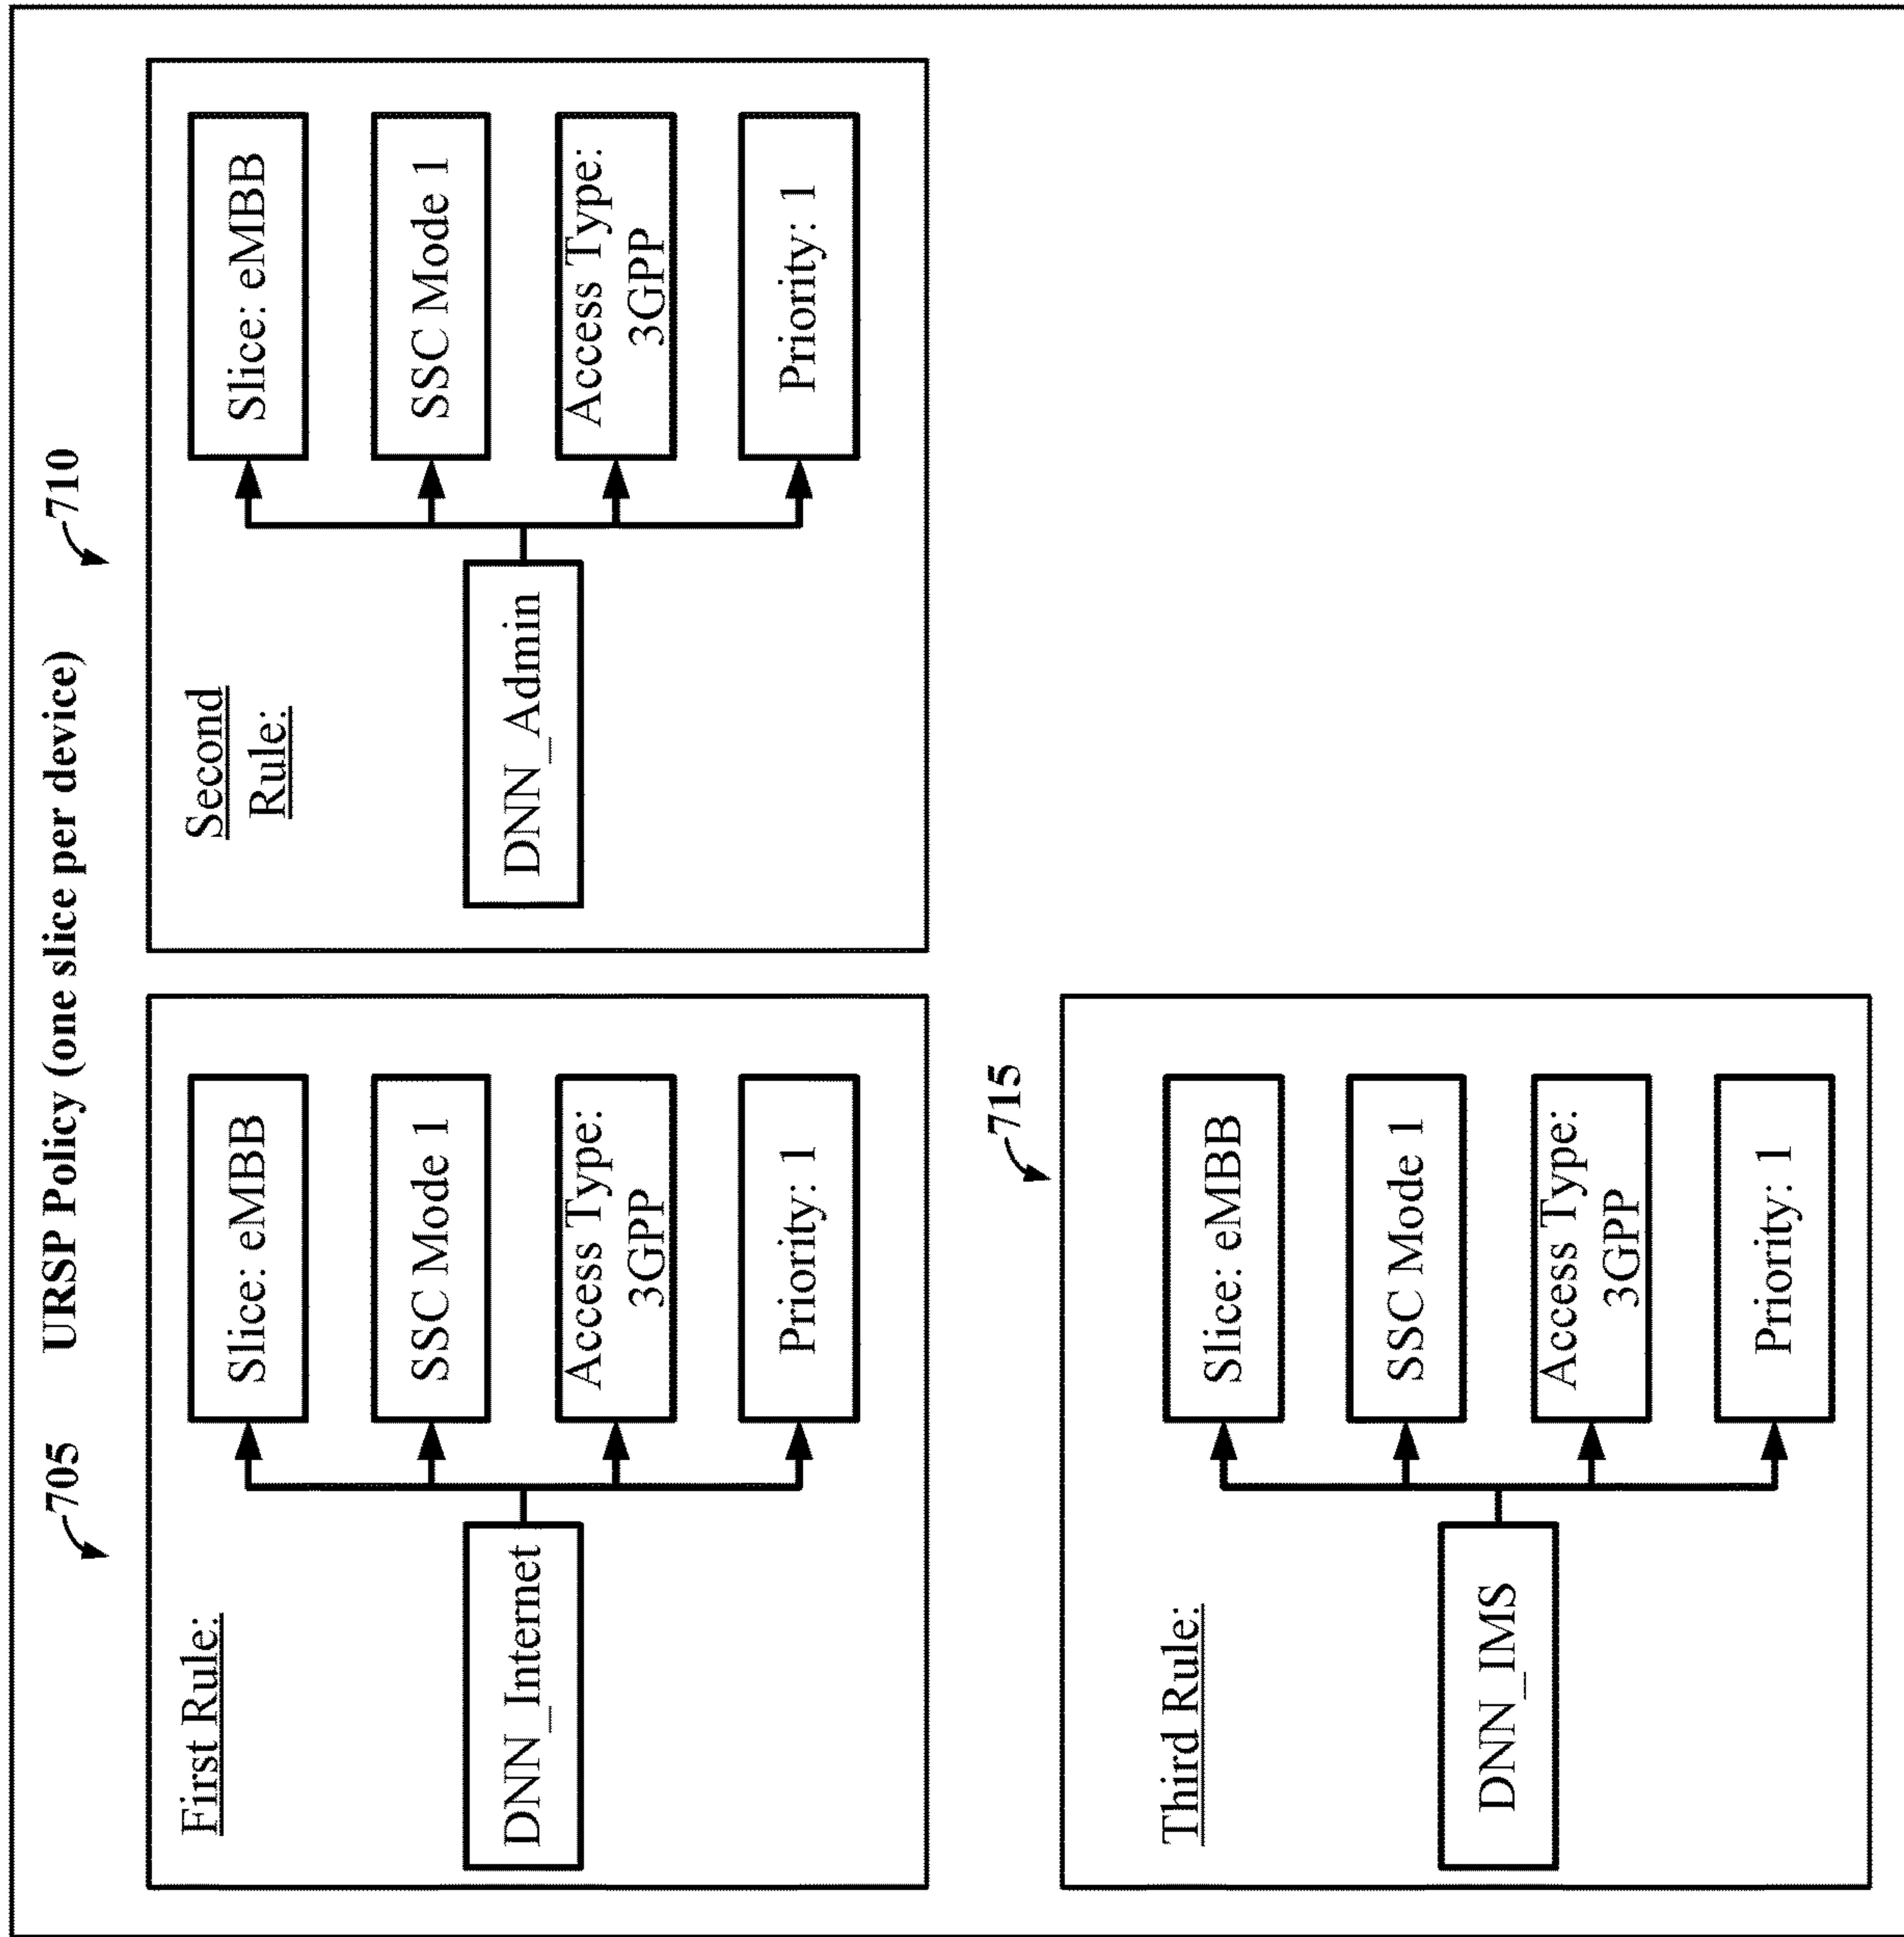 URSP Policy (one slice per device)
705
First Rule:
DNN_Internet
Slice: eMBB
SSC Mode 1
Access Type:
3GPP
Priority: 1
710
Second
Rule:
DNN_Admin
Slice: eMBB
SSC Mode 1
Access Type:
3GPP
Priority: 1
715
Third Rule:
DNN_IMS
Slice: eMBB
SSC Mode 1
Access Type:
3GPP
Priority: 1